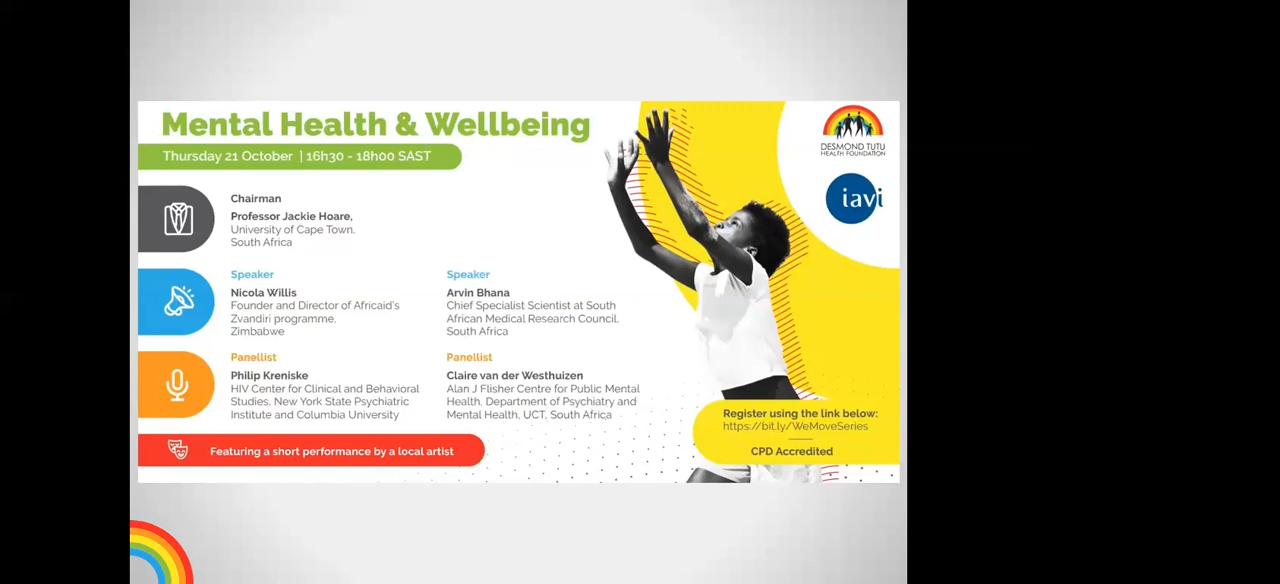 Mental Health & Wellbeing
Thursday 21 October | 16h30 - 18h00 SAST
Chairman
Professor Jackie Hoare,
University of Cape Town,
South Africa
Speaker
Nicola Willis
Founder and Director of Africaid's
Zvandiri programme,
Zimbabwe
Speaker
Arvin Bhana
Chief Specialist Scientist at South
African Medical Research Council,
South Africa
Panellist
Philip Kreniske
HIV Center for Clinical and Behavioral
Studies, New York State Psychiatric
Institute and Columbia University
Panellist
Claire van der Westhuizen
Alan J Flisher Centre for Public Mental
Health, Department of Psychiatry and
Mental Health, UCT, South Africa
Featuring a short performance by a local artist
DESMOND TUTU
HEALTH FOUNDATION
iavi
Register using the link below:
https://bit.ly/WeMoveSeries
CPD Accredited